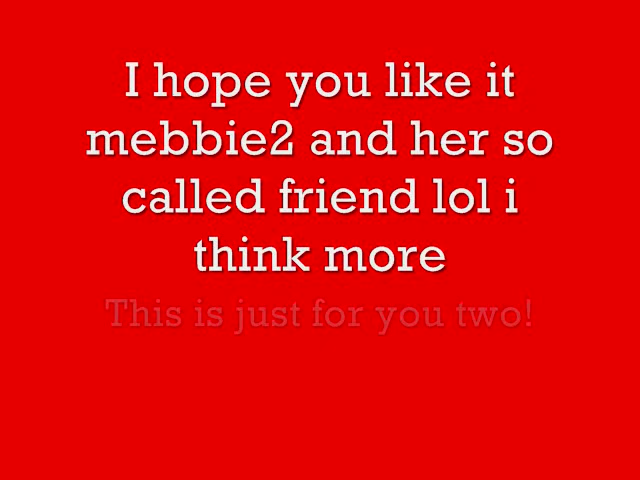 I hope you like it
mebbie2 and her so
called friend lol i
think more
This is just for you two!